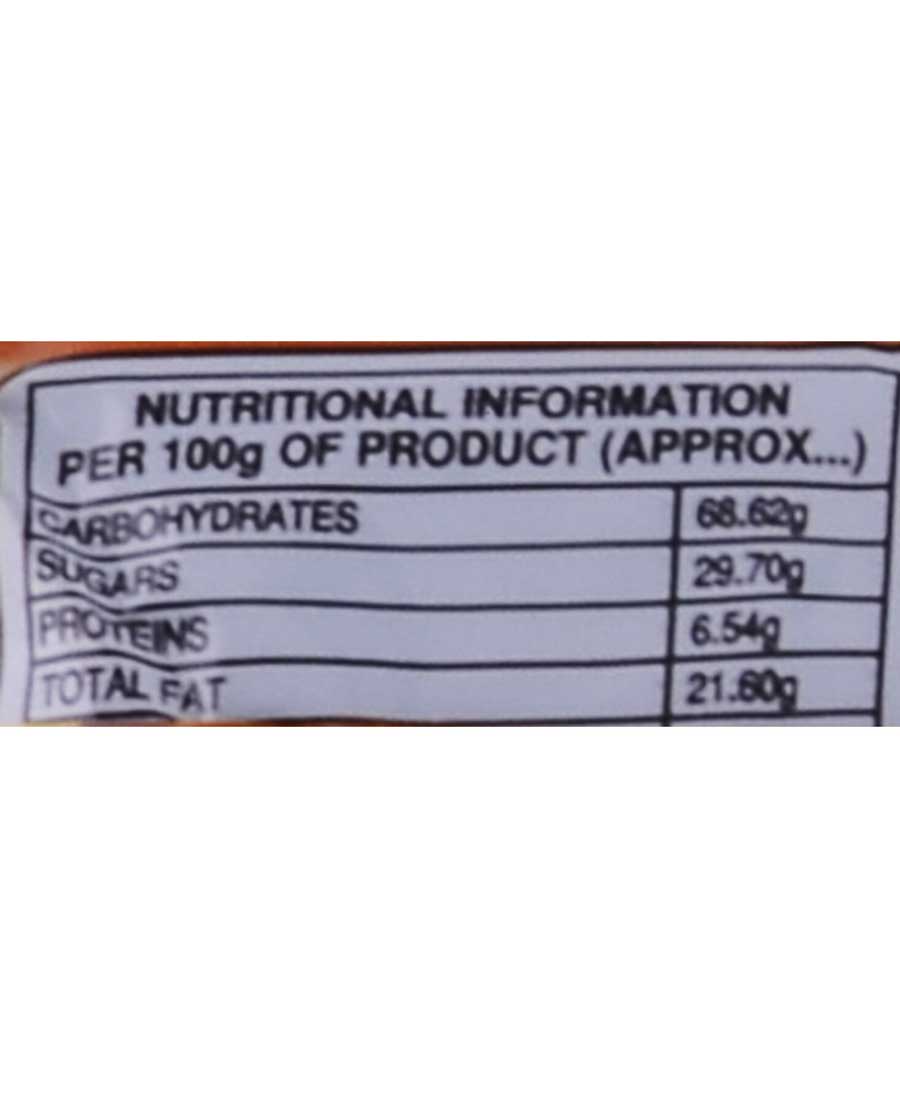 NUTRITIONAL INFORMATION
PER 100g OF PRODUCT (APPROX...)
CARBOHYDRATES 68.62g
SUGARS 29.70g
PROTEINS 6.54g
TOTAL FAT 21.60g